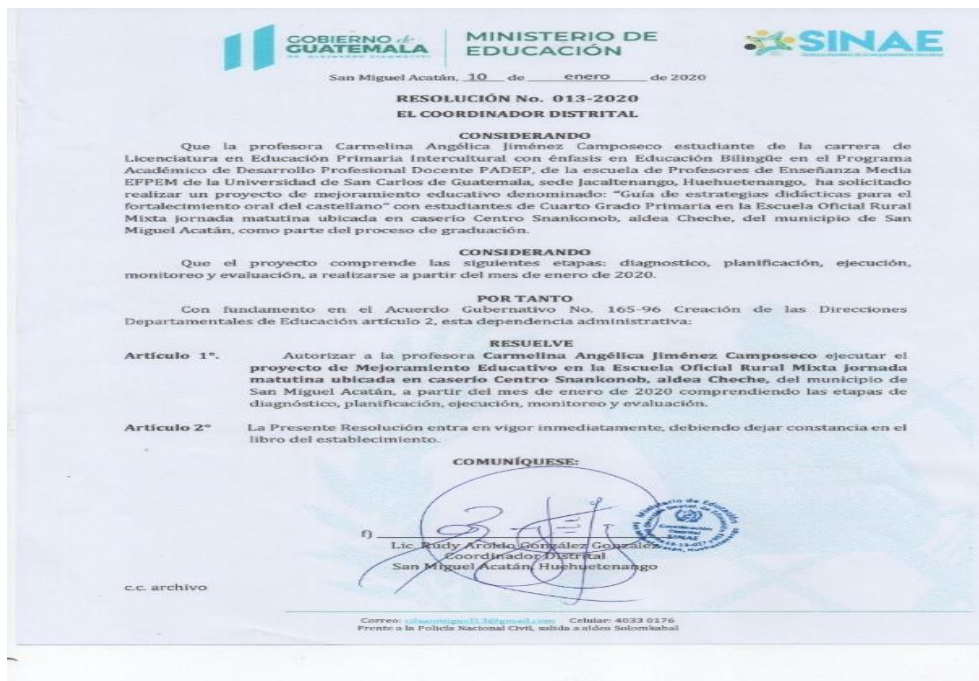 GOBIERNO de
GUATEMALA
MINISTERIO DE
EDUCACIÓN
SINAE
San Miguel Acatán, 10 de enero de 2020
RESOLUCIÓN No. 013-2020
EL COORDINADOR DISTRITAL
CONSIDERANDO
Que la profesora Carmelina Angélica Jiménez Camposeco estudiante de la carrera de
Licenciatura en Educación Primaria Intercultural con énfasis en Educación Bilingüe en el Programa
Académico de Desarrollo Profesional Docente PADEP, de la escuela de Profesores de Enseñanza Media
EFPEM de la Universidad de San Carlos de Guatemala, sede Jacaltenango, Huehuetenango, ha solicitado
realizar un proyecto de mejoramiento educativo denominado: "Guía de estrategias didácticas para el
fortalecimiento oral del castellano" con estudiantes de Cuarto Grado Primaria en la Escuela Oficial Rural
Mixta jornada matutina ubicada en caserío Centro Snankonob, aldea Cheche, del municipio de San
Miguel Acatán, como parte del proceso de graduación.
CONSIDERANDO
Que el proyecto comprende las siguientes etapas: diagnostico, planificación, ejecución,
monitoreo y evaluación, a realizarse a partir del mes de enero de 2020.
POR TANTO
Con fundamento en el Acuerdo Gubernativo No. 165-96 Creación de las Direcciones
Departamentales de Educación artículo 2, esta dependencia administrativa:
RESUELVE
Artículo 1°. Autorizar a la profesora Carmelina Angélica Jiménez Camposeco ejecutar el
proyecto de Mejoramiento Educativo en la Escuela Oficial Rural Mixta jornada
matutina ubicada en caserío Centro Snankonob, aldea Cheche, del municipio de
San Miguel Acatán, a partir del mes de enero de 2020 comprendiendo las etapas de
diagnóstico, planificación, ejecución, monitoreo y evaluación.
Artículo 2° La Presente Resolución entra en vigor inmediatamente, debiendo dejar constancia en el
libro del establecimiento.
COMUNÍQUESE:
f)
Lic. Rudy Aroldo González González
Coordinador Distrital
San Miguel Acatán, Huehuetenango
c.c. archivo
Correo: Celular: 4033 0176
Frente a la Policía Nacional Civil, salida a aldea Solomkabal